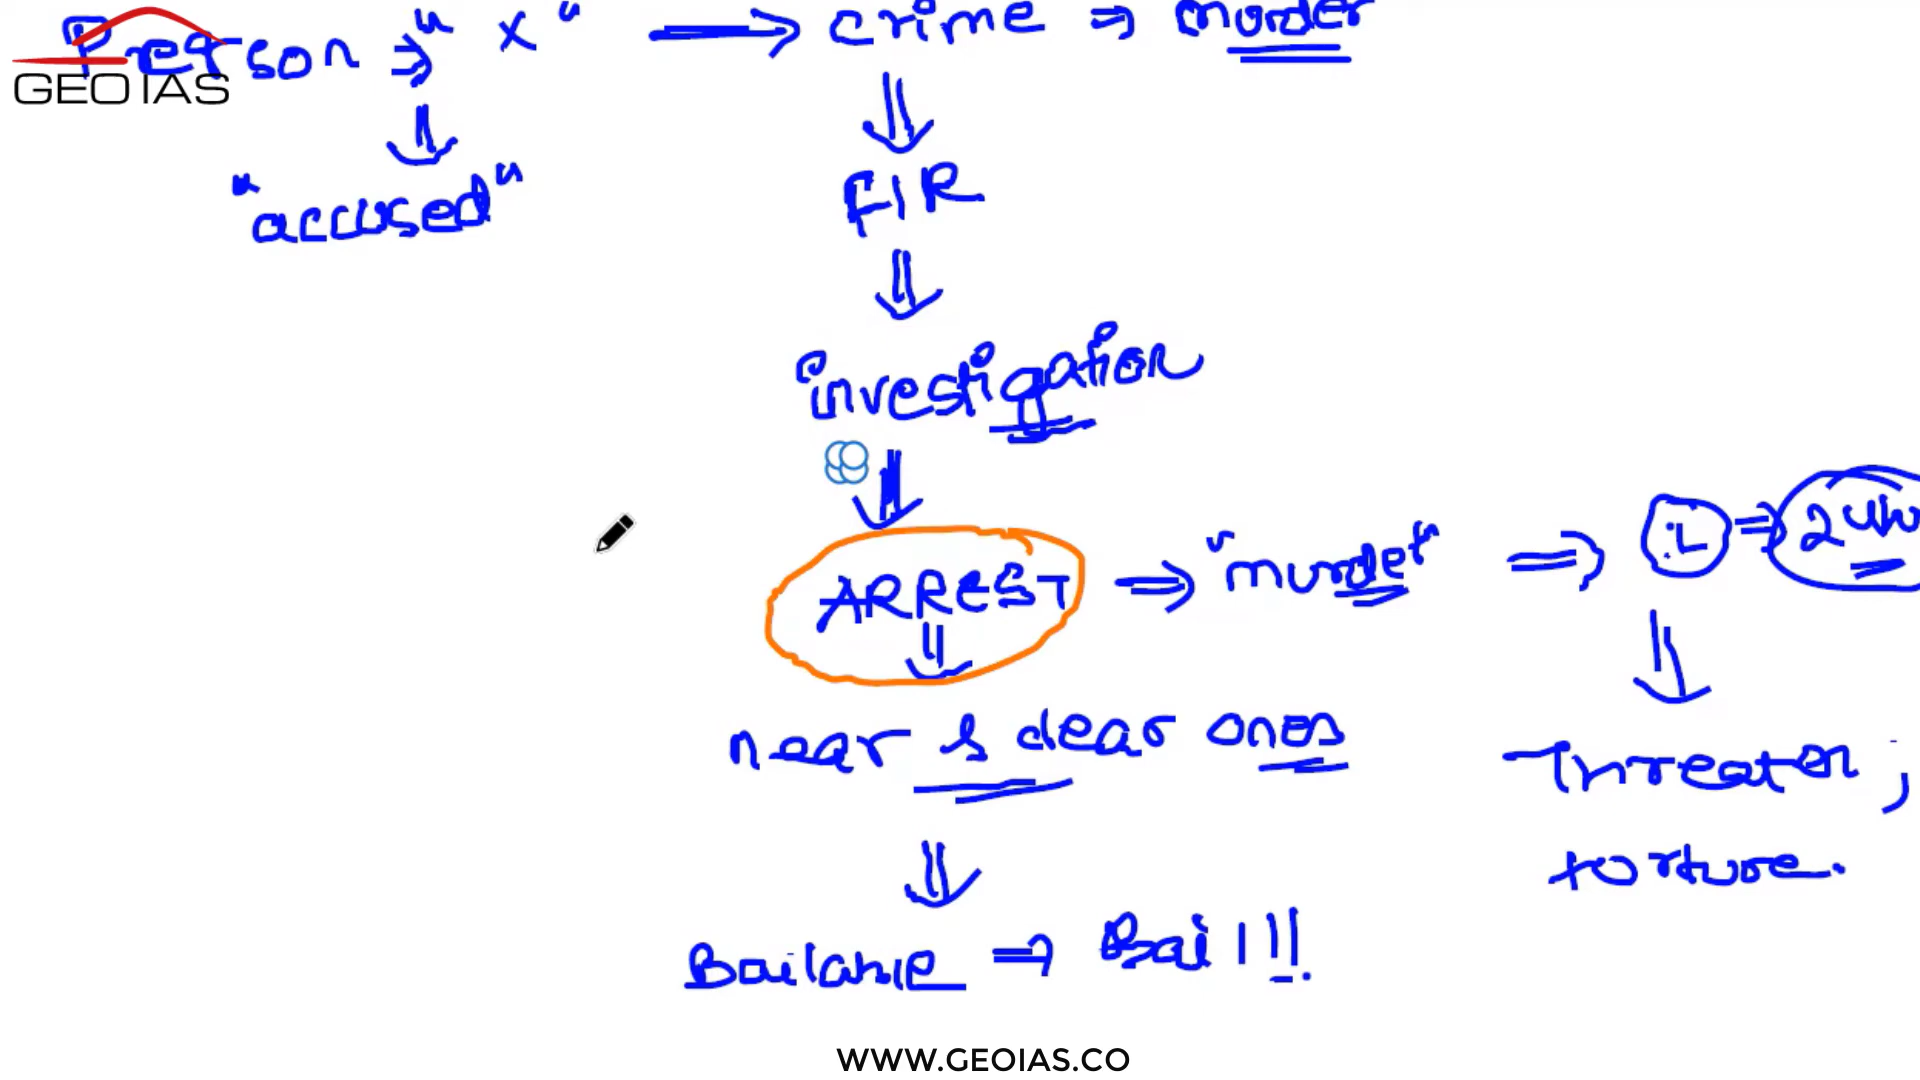 Person ⇒ "x" → crime ⇒ murder
GEO IAS
"accused"
FIR
investigation
ARREST ⇒ "murder" ⇒ L ⇒ 24h
near & dear ones
Threaten;
torture.
Bailable ⇒ Bail!!
WWW.GEOIAS.CO